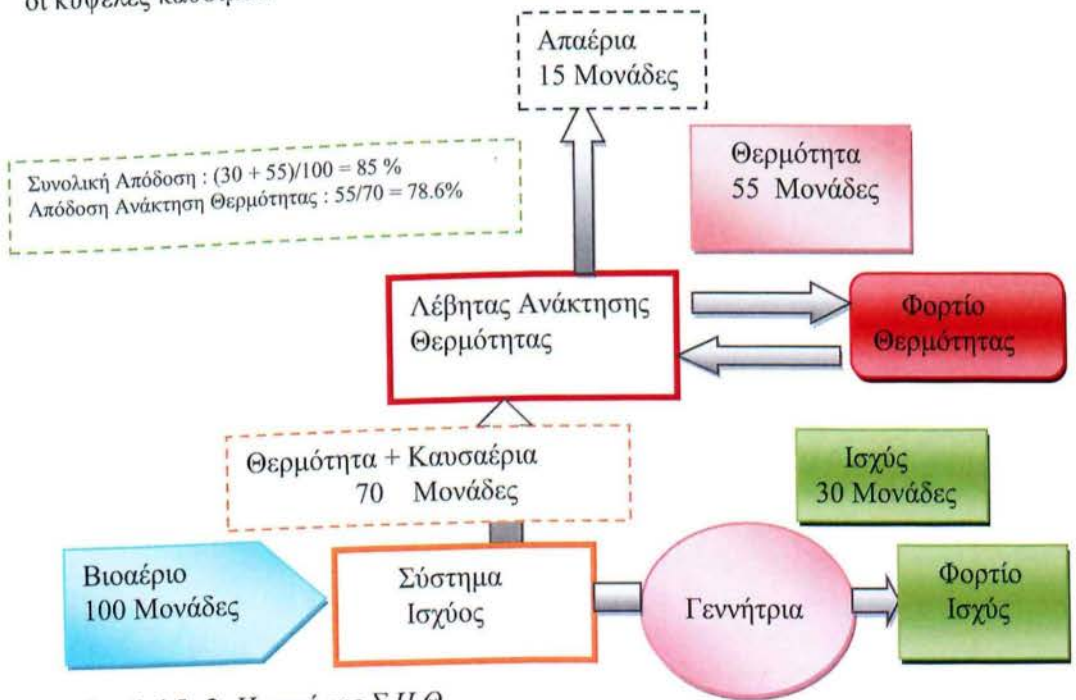 Απαέρια
15 Μονάδες
Συνολική Απόδοση : (30 + 55)/100 = 85 %
Απόδοση Ανάκτηση Θερμότητας : 55/70 = 78.6%
Θερμότητα
55 Μονάδες
Λέβητας Ανάκτησης
Θερμότητας
Φορτίο
Θερμότητας
Θερμότητα + Καυσαέρια
70 Μονάδες
Ισχύς
30 Μονάδες
Βιοαέριο
100 Μονάδες
Σύστημα
Ισχύος
Γεννήτρια
Φορτίο
Ισχύς